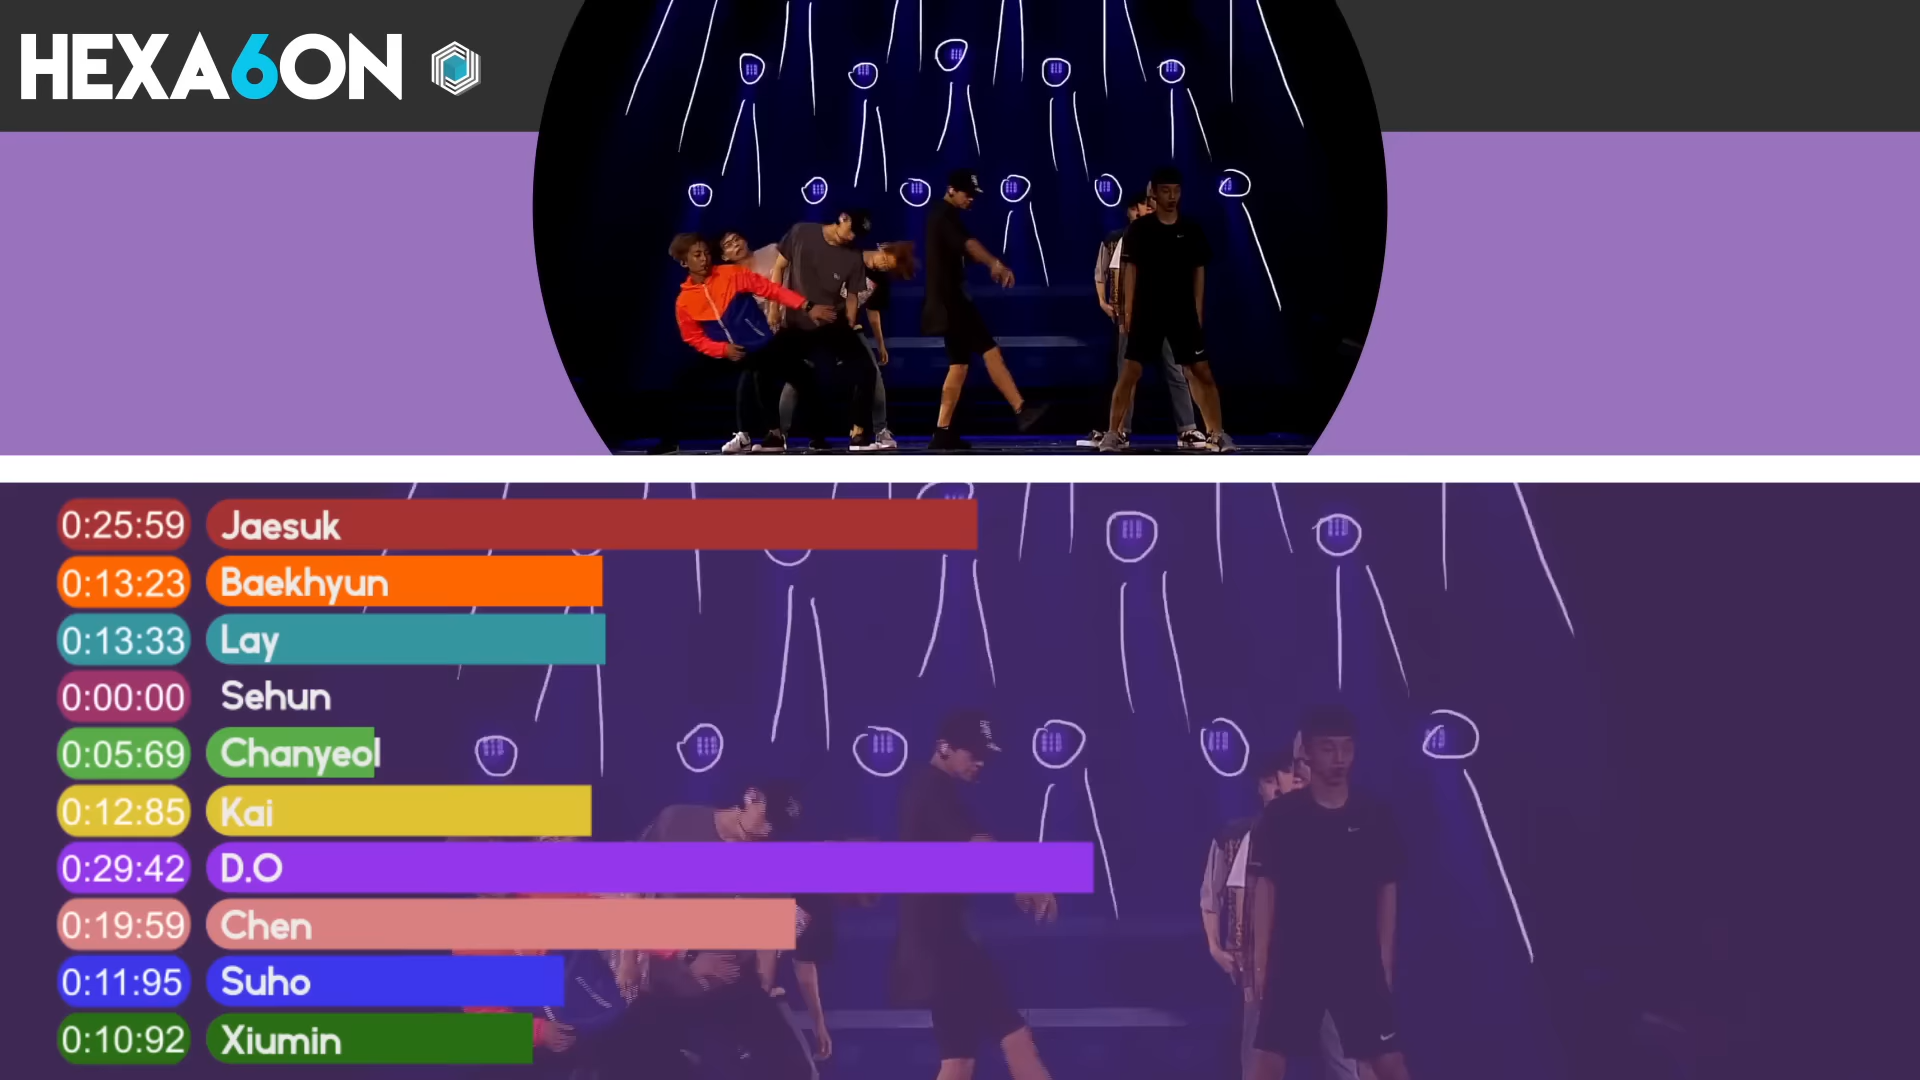 HEXA6ON
0:25:59 Jaesuk
0:13:23 Baekhyun
0:13:33 Lay
0:00:00 Sehun
0:05:69 Chanyeol
0:12:85 Kai
0:29:42 D.O
0:19:59 Chen
0:11:95 Suho
0:10:92 Xiumin